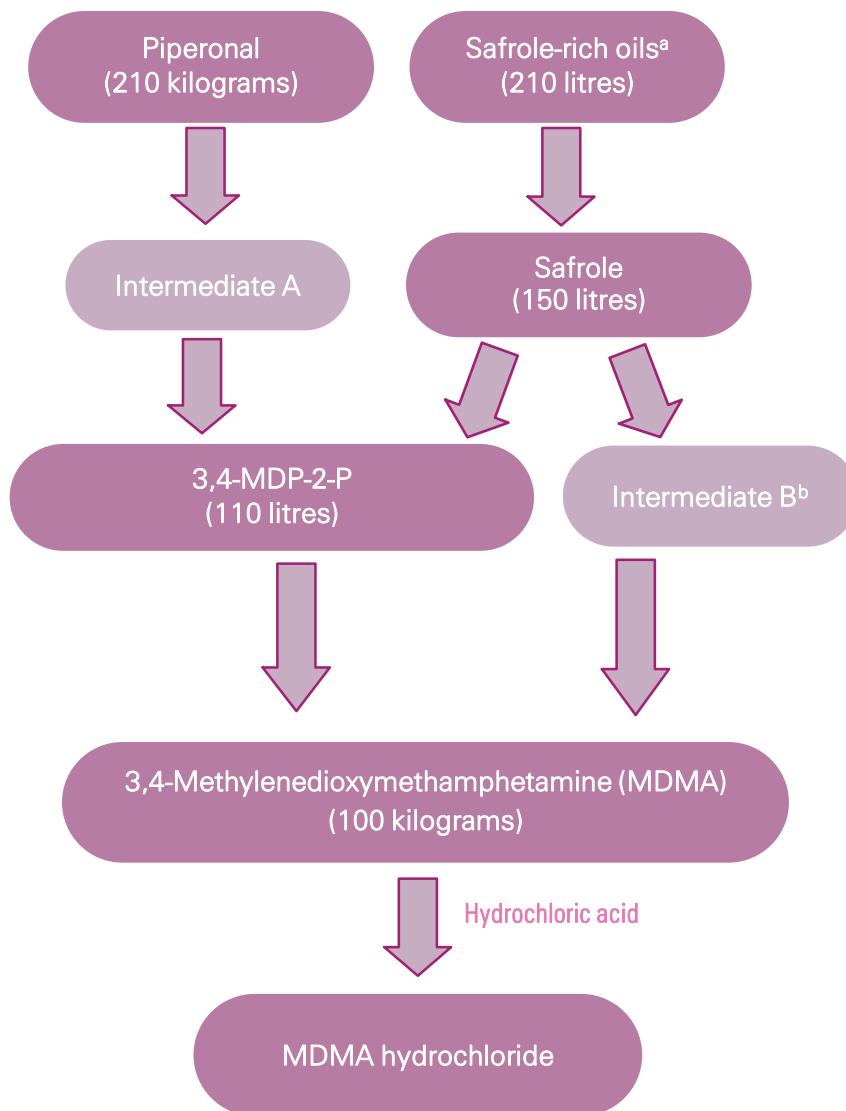 Piperonal
(210 kilograms)
Safrole-rich oilsᵃ
(210 litres)
Intermediate A
Safrole
(150 litres)
3,4-MDP-2-P
(110 litres)
Intermediate Bᵇ
3,4-Methylenedioxymethamphetamine (MDMA)
(100 kilograms)
Hydrochloric acid
MDMA hydrochloride